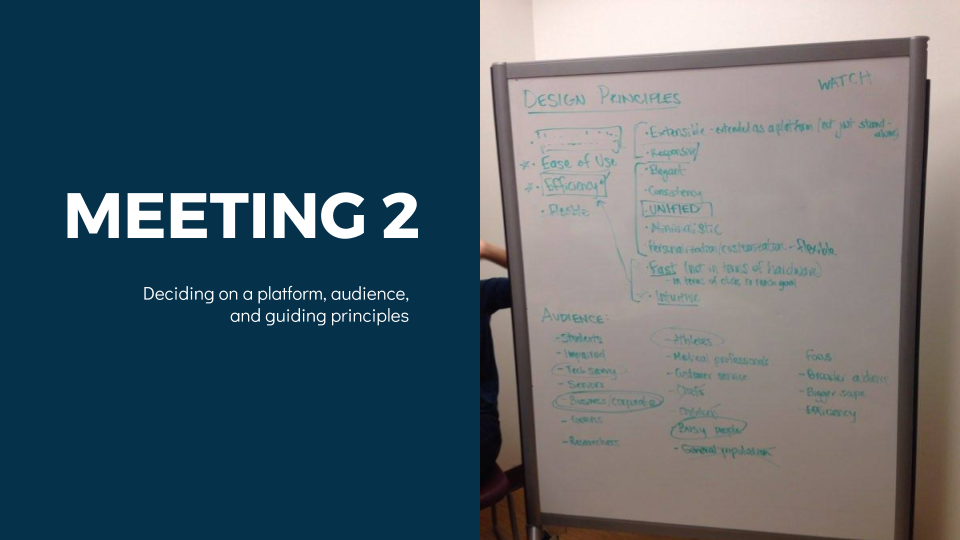 MEETING 2
Deciding on a platform, audience,
and guiding principles
WATCH
DESIGN PRINCIPLES
* · Ease of Use
* · Efficiency
· Flexible
· Extensible - extended as a platform (not just stand-alone)
· Responsive
· Elegant
· Consistency
· UNIFIED
· Minimalistic
· Personalization/customization - flexible
· Fast (not in terms of hardware)
- in terms of clicks to reach goal
· Intuitive
AUDIENCE:
- Students
- Impaired
- Tech savvy
- Seniors
- Business/corporate
- Gamers
- Researchers
- Athletes
- Medical professionals
- Customer service
- Chefs
- Children
- Busy people
- General population
Focus
- Broader audience
- Bigger scope
- Efficiency